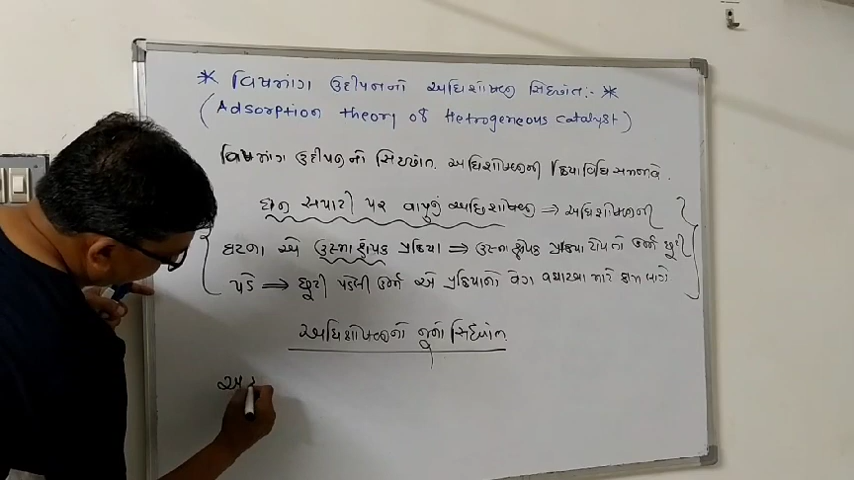 * વિષમાંગ ઉદ્દીપનનો અધિશોષણ સિદ્ધાંત:- *
(Adsorption theory of Hetrogeneous catalyst)
વિષમાંગ ઉદ્દીપનનો સિદ્ધાંત અધિશોષણની ક્રિયાવિધિ સમજાવે.
ઘન સપાટી પર વાયુનું અધિશોષણ ⇒ અધિશોષણની
ઘટના એ ઉષ્માક્ષેપક પ્રક્રિયા ⇒ ઉષ્માક્ષેપક પ્રક્રિયા હોય તો ઉર્જા છૂટી
પડે ⇒ છૂટી પડેલી ઉર્જા એ પ્રક્રિયાનો વેગ વધારવા માટે કામ લાગે
અધિશોષણનો જૂનો સિદ્ધાંત